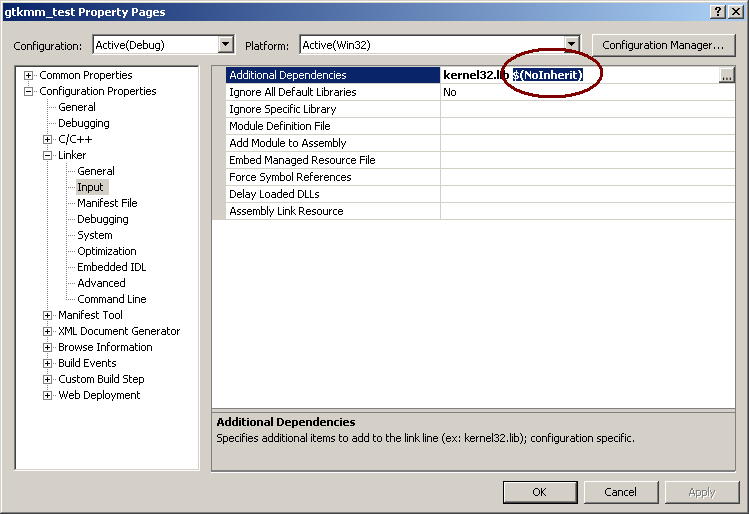 gtkmm_test Property Pages
Configuration: Active(Debug) Platform: Active(Win32) Configuration Manager...
Common Properties
Configuration Properties
General
Debugging
C/C++
Linker
General
Input
Manifest File
Debugging
System
Optimization
Embedded IDL
Advanced
Command Line
Manifest Tool
XML Document Generator
Browse Information
Build Events
Custom Build Step
Web Deployment
Additional Dependencies kernel32.lib $(NoInherit) ...
Ignore All Default Libraries No
Ignore Specific Library
Module Definition File
Add Module to Assembly
Embed Managed Resource File
Force Symbol References
Delay Loaded DLLs
Assembly Link Resource
Additional Dependencies
Specifies additional items to add to the link line (ex: kernel32.lib); configuration specific.
OK Cancel Apply